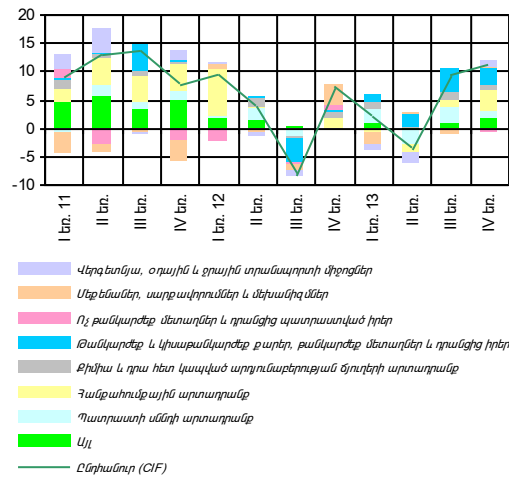 20
15
10
5
0
-5
-10
I եռ. 11
II եռ.
III եռ.
IV եռ.
I եռ. 12
II եռ.
III եռ.
IV եռ.
I եռ. 13
II եռ.
III եռ.
IV եռ.
Վերգետնյա, օդային և ջրային տրանսպորտի միջոցներ
Մեքենաներ, սարքավորումներ և մեխանիզմներ
Ոչ թանկարժեք մետաղներ և դրանցից պատրաստված իրեր
Թանկարժեք և կիսաթանկարժեք քարեր, թանկարժեք մետաղներ և դրանցից իրեր
Քիմիա և դրա հետ կապված արդյունաբերության ճյուղերի արտադրանք
Հանքահումքային արտադրանք
Պատրաստի սննդի արտադրանք
Այլ
Ընդհանուր (CIF)